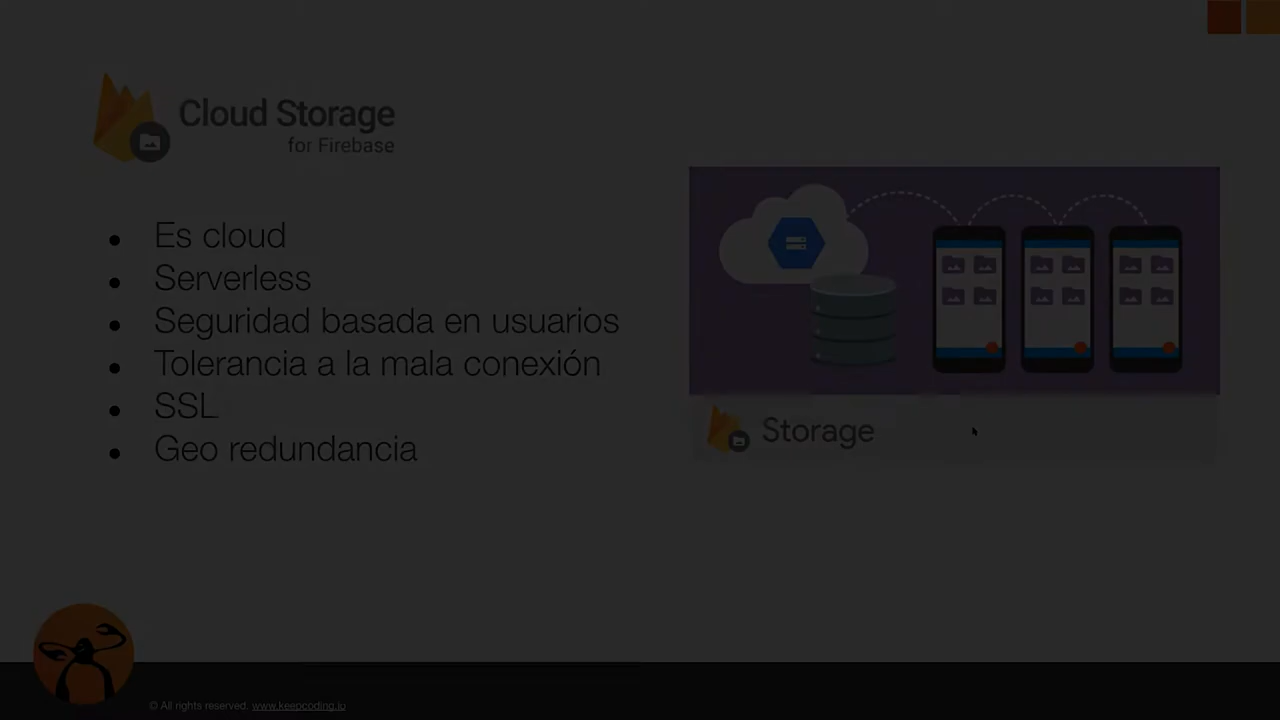 Cloud Storage
for Firebase
Es cloud
Serverless
Seguridad basada en usuarios
Tolerancia a la mala conexión
SSL
Geo redundancia
Storage
© All rights reserved. www.keepcoding.io